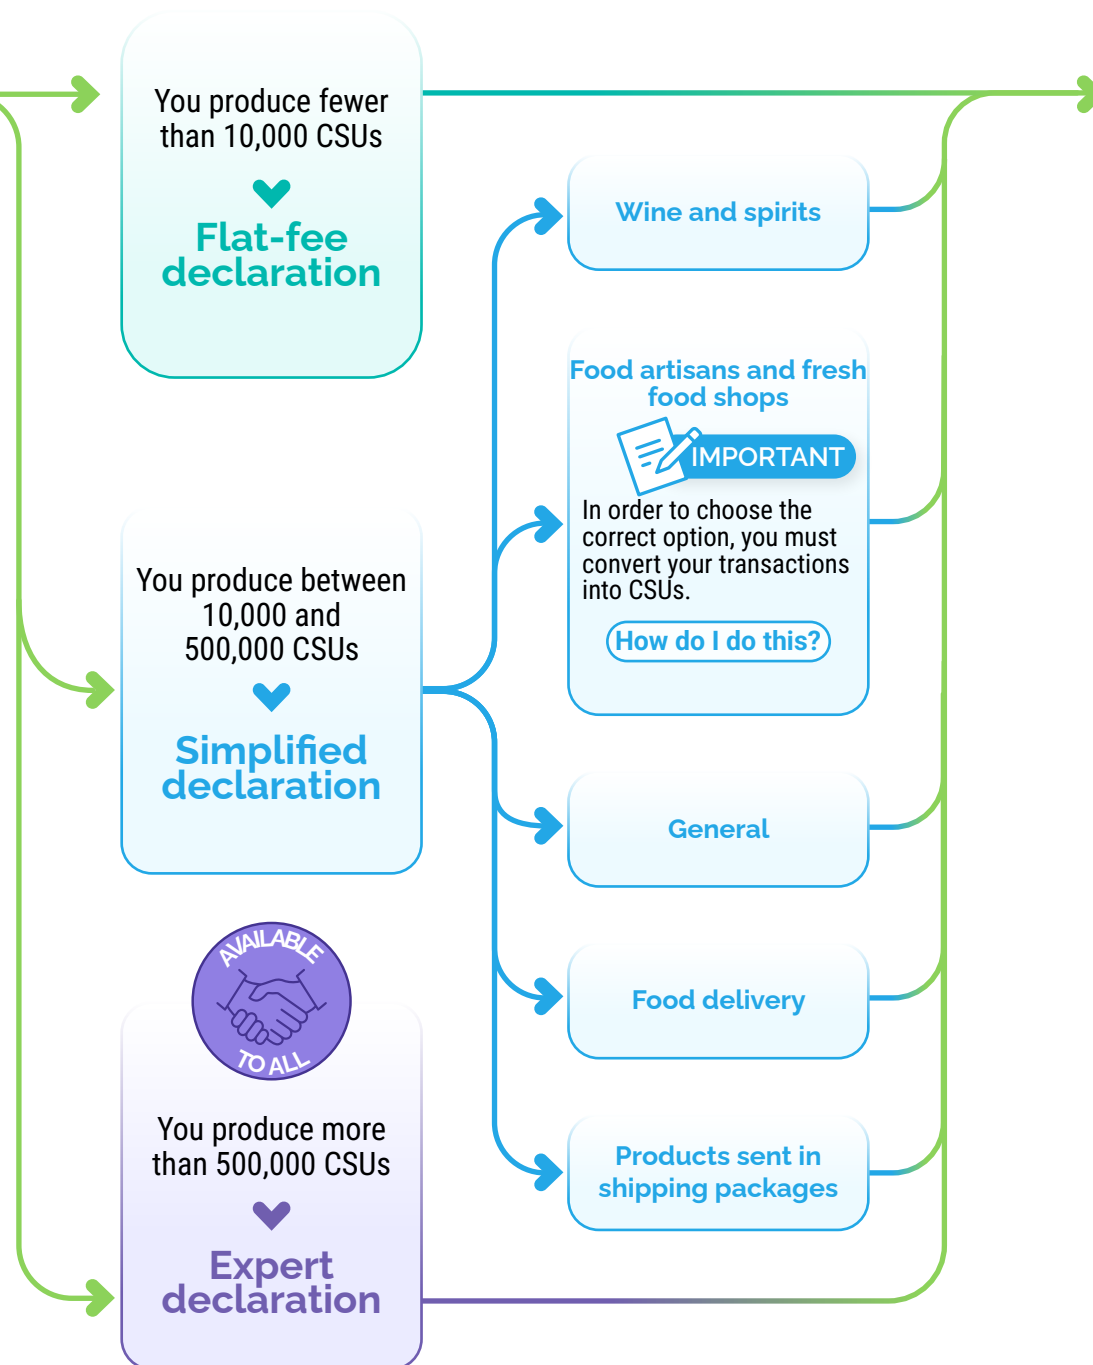 You produce fewer
than 10,000 CSUs
Flat-fee
declaration
You produce between
10,000 and
500,000 CSUs
Simplified
declaration
AVAILABLE
TO ALL
You produce more
than 500,000 CSUs
Expert
declaration
Wine and spirits
Food artisans and fresh
food shops
IMPORTANT
In order to choose the
correct option, you must
convert your transactions
into CSUs.
How do I do this?
General
Food delivery
Products sent in
shipping packages